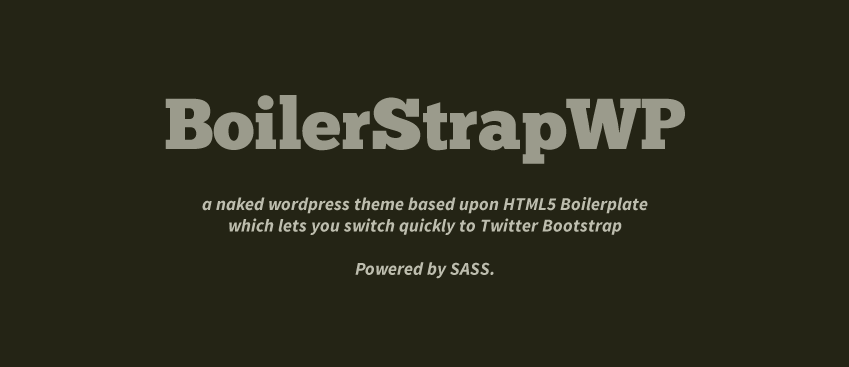 BoilerStrapWP
a naked wordpress theme based upon HTML5 Boilerplate
which lets you switch quickly to Twitter Bootstrap
Powered by SASS.